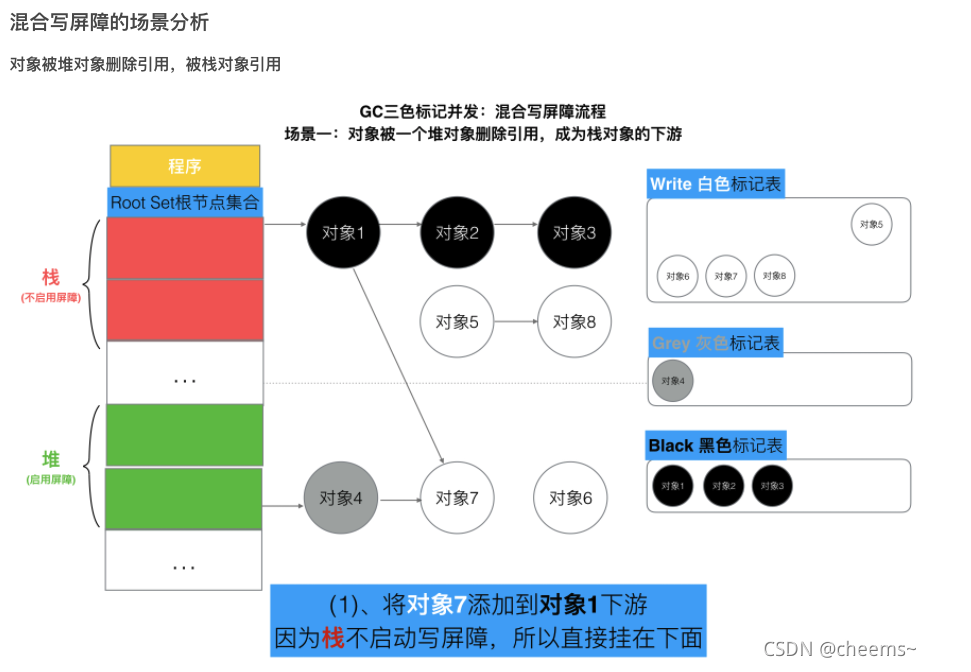 混合写屏障的场景分析
对象被堆对象删除引用，被栈对象引用
GC三色标记并发：混合写屏障流程
场景一：对象被一个堆对象删除引用，成为栈对象的下游
程序
Root Set根节点集合
栈
(不启用屏障)
...
堆
(启用屏障)
...
对象1
对象2
对象3
对象5
对象8
对象4
对象7
对象6
Write 白色标记表
对象5
对象6
对象7
对象8
Grey 灰色标记表
对象4
Black 黑色标记表
对象1
对象2
对象3
(1)、将对象7添加到对象1下游
因为栈不启动写屏障，所以直接挂在下面
CSDN @cheems~